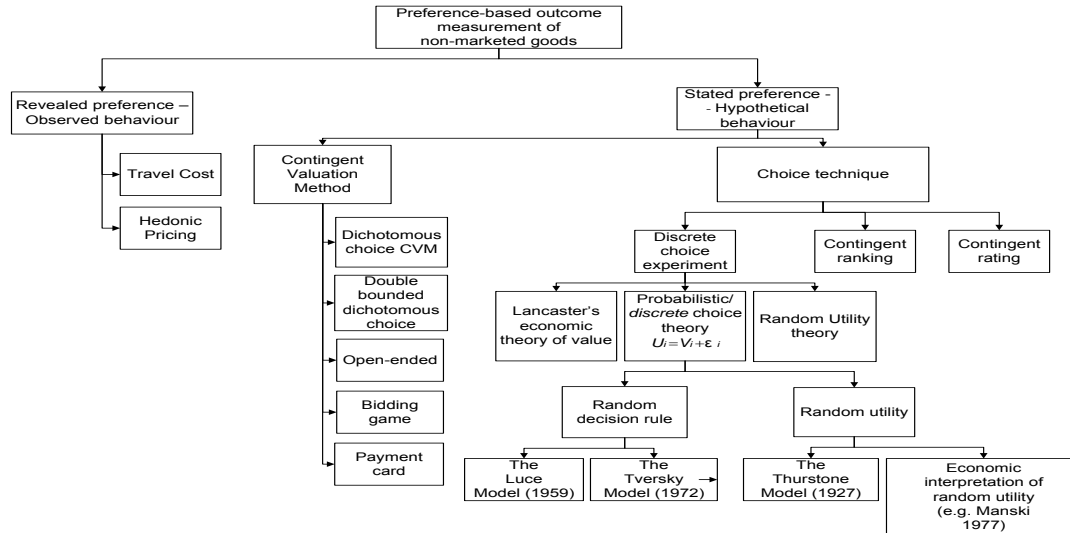 Preference-based outcome
measurement of
non-marketed goods
Revealed preference –
Observed behaviour
Stated preference -
- Hypothetical
behaviour
Travel Cost
Hedonic
Pricing
Contingent
Valuation
Method
Choice technique
Dichotomous
choice CVM
Double
bounded
dichotomous
choice
Open-ended
Bidding
game
Payment
card
Discrete
choice
experiment
Contingent
ranking
Contingent
rating
Lancaster's
economic
theory of value
Probabilistic/
discrete choice
theory
Ui=Vi+ε i
Random Utility
theory
Random
decision rule
Random utility
The
Luce
Model (1959)
The
Tversky
Model (1972)
The
Thurstone
Model (1927)
Economic
interpretation of
random utility
(e.g. Manski
1977)